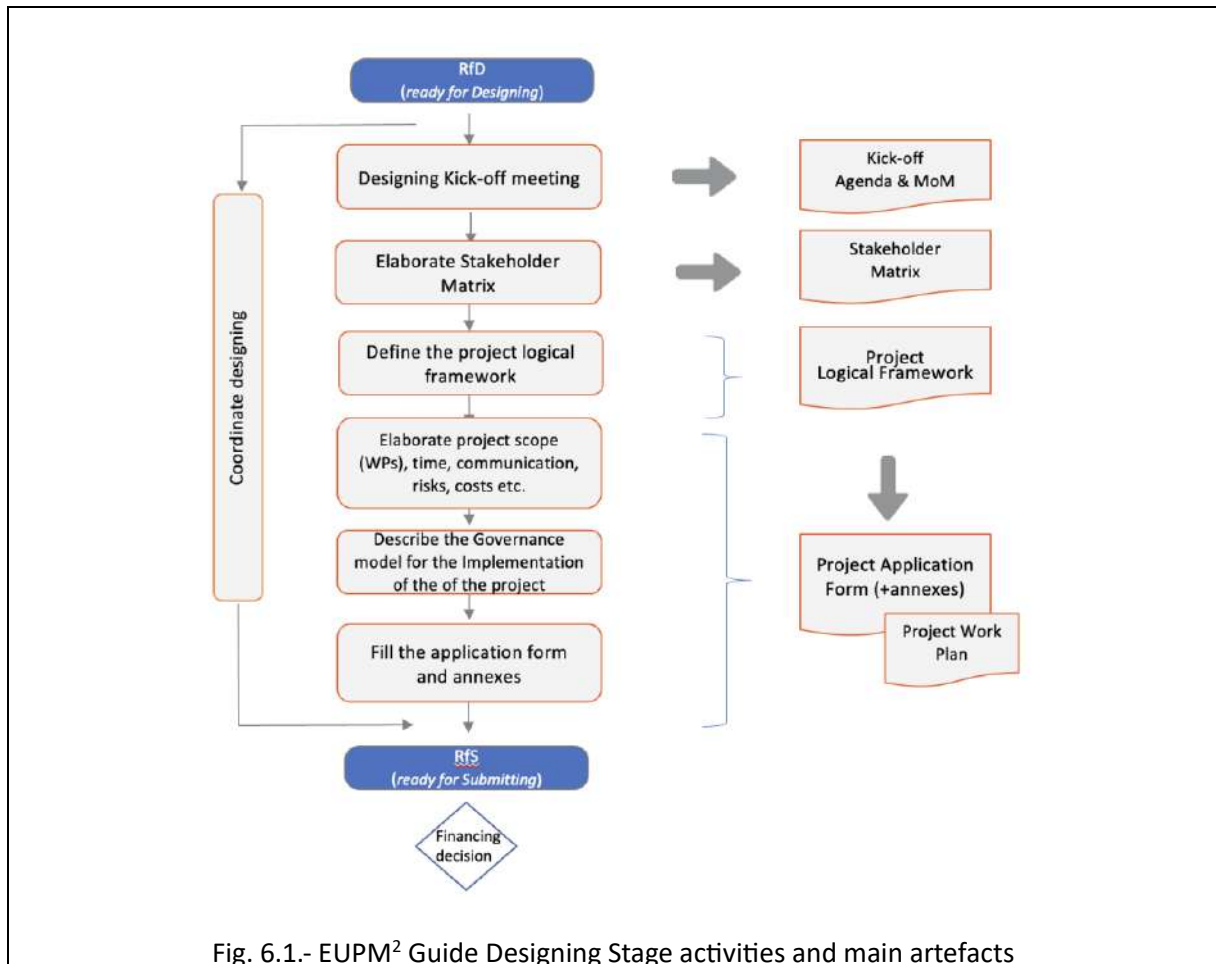 RfD
(ready for Designing)
Designing Kick-off meeting
Kick-off
Agenda & MoM
Elaborate Stakeholder
Matrix
Stakeholder
Matrix
Coordinate designing
Define the project logical
framework
Project
Logical Framework
Elaborate project scope
(WPs), time, communication,
risks, costs etc.
Describe the Governance
model for the Implementation
of the of the project
Project Application
Form (+annexes)
Project Work
Plan
Fill the application form
and annexes
RfS
(ready for Submitting)
Financing
decision
Fig. 6.1.- EUPM² Guide Designing Stage activities and main artefacts